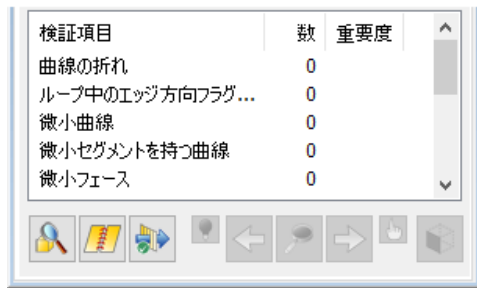 検証項目 数 重要度
曲線の折れ 0
ループ中のエッジ方向フラグ... 0
微小曲線 0
微小セグメントを持つ曲線 0
微小フェース 0